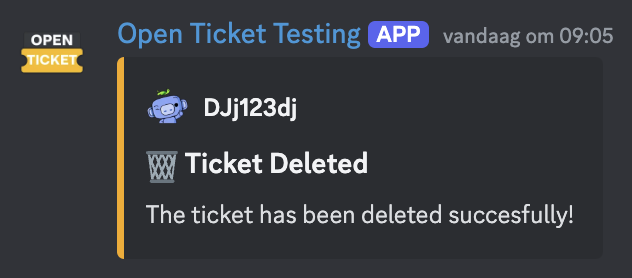 OPEN
TICKET
Open Ticket Testing APP vandaag om 09:05
DJj123dj
Ticket Deleted
The ticket has been deleted succesfully!